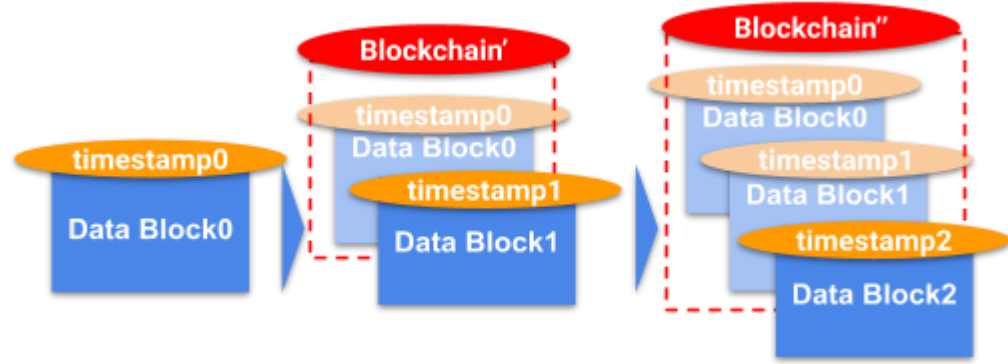 timestamp0
Data Block0
Blockchain′
timestamp0
Data Block0
timestamp1
Data Block1
Blockchain″
timestamp0
Data Block0
timestamp1
Data Block1
timestamp2
Data Block2